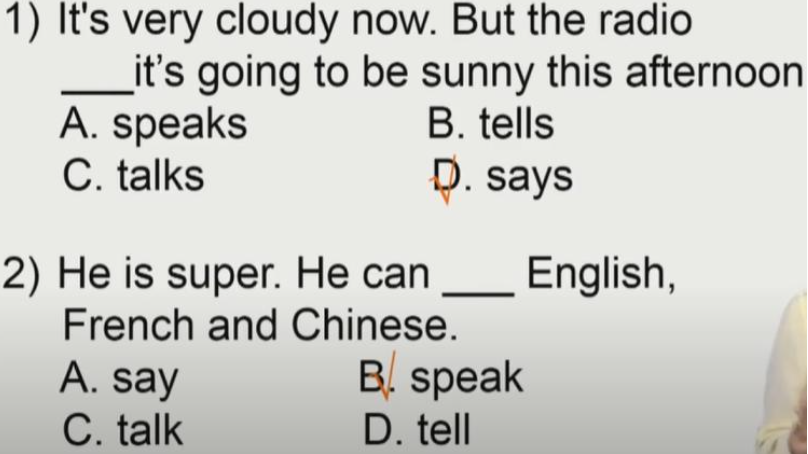 1) It's very cloudy now. But the radio
___it's going to be sunny this afternoon
A. speaks B. tells
C. talks D. says
2) He is super. He can ___ English,
French and Chinese.
A. say B. speak
C. talk D. tell